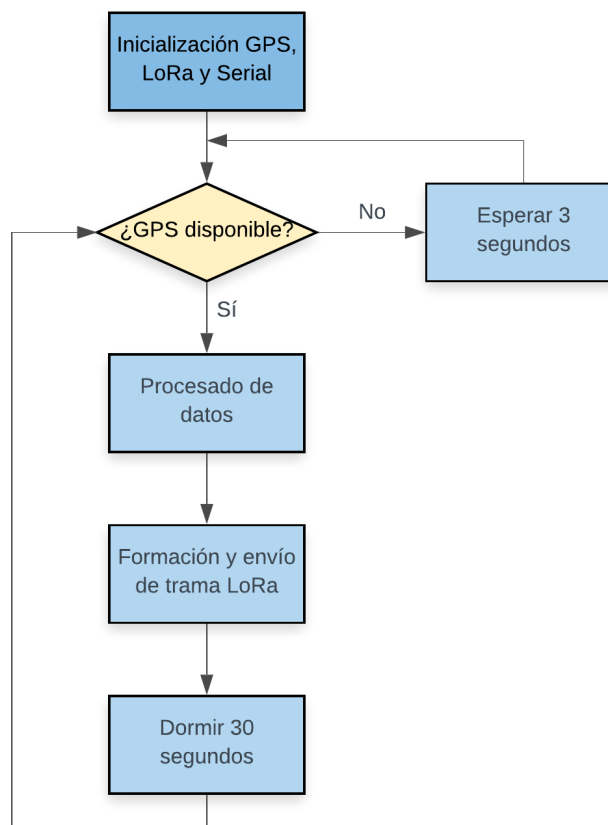 Inicialización GPS,
LoRa y Serial
¿GPS disponible?
No
Esperar 3
segundos
Sí
Procesado de
datos
Formación y envío
de trama LoRa
Dormir 30
segundos